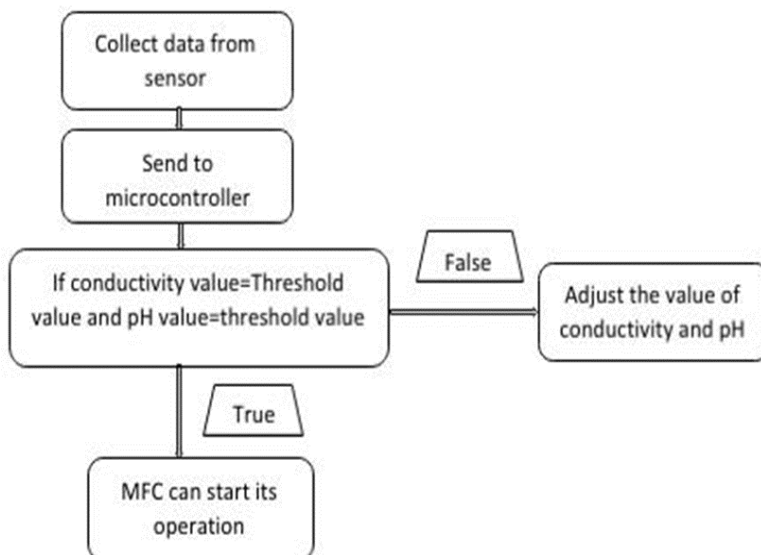 Collect data from
sensor
Send to
microcontroller
If conductivity value=Threshold
value and pH value=threshold value
False
Adjust the value of
conductivity and pH
True
MFC can start its
operation